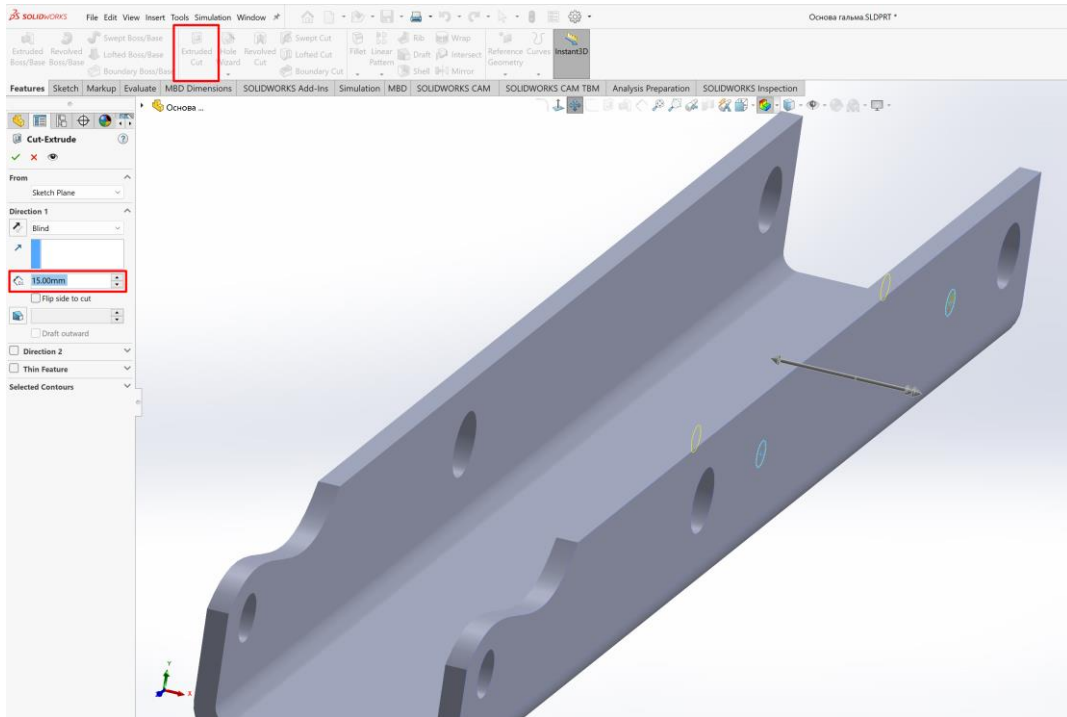 SOLIDWORKS File Edit View Insert Tools Simulation Window Основа гальма.SLDPRT *
Extruded Boss/Base
Revolved Boss/Base
Swept Boss/Base
Lofted Boss/Base
Boundary Boss/Base
Extruded Cut
Hole Wizard
Revolved Cut
Swept Cut
Lofted Cut
Boundary Cut
Fillet
Linear Pattern
Rib
Draft
Shell
Wrap
Intersect
Mirror
Reference Geometry
Curves
Instant3D
Features Sketch Markup Evaluate MBD Dimensions SOLIDWORKS Add-Ins Simulation MBD SOLIDWORKS CAM SOLIDWORKS CAM TBM Analysis Preparation SOLIDWORKS Inspection
Основа ...
Cut-Extrude
From
Sketch Plane
Direction 1
Blind
15.00mm
Flip side to cut
Draft outward
Direction 2
Thin Feature
Selected Contours
Y
X